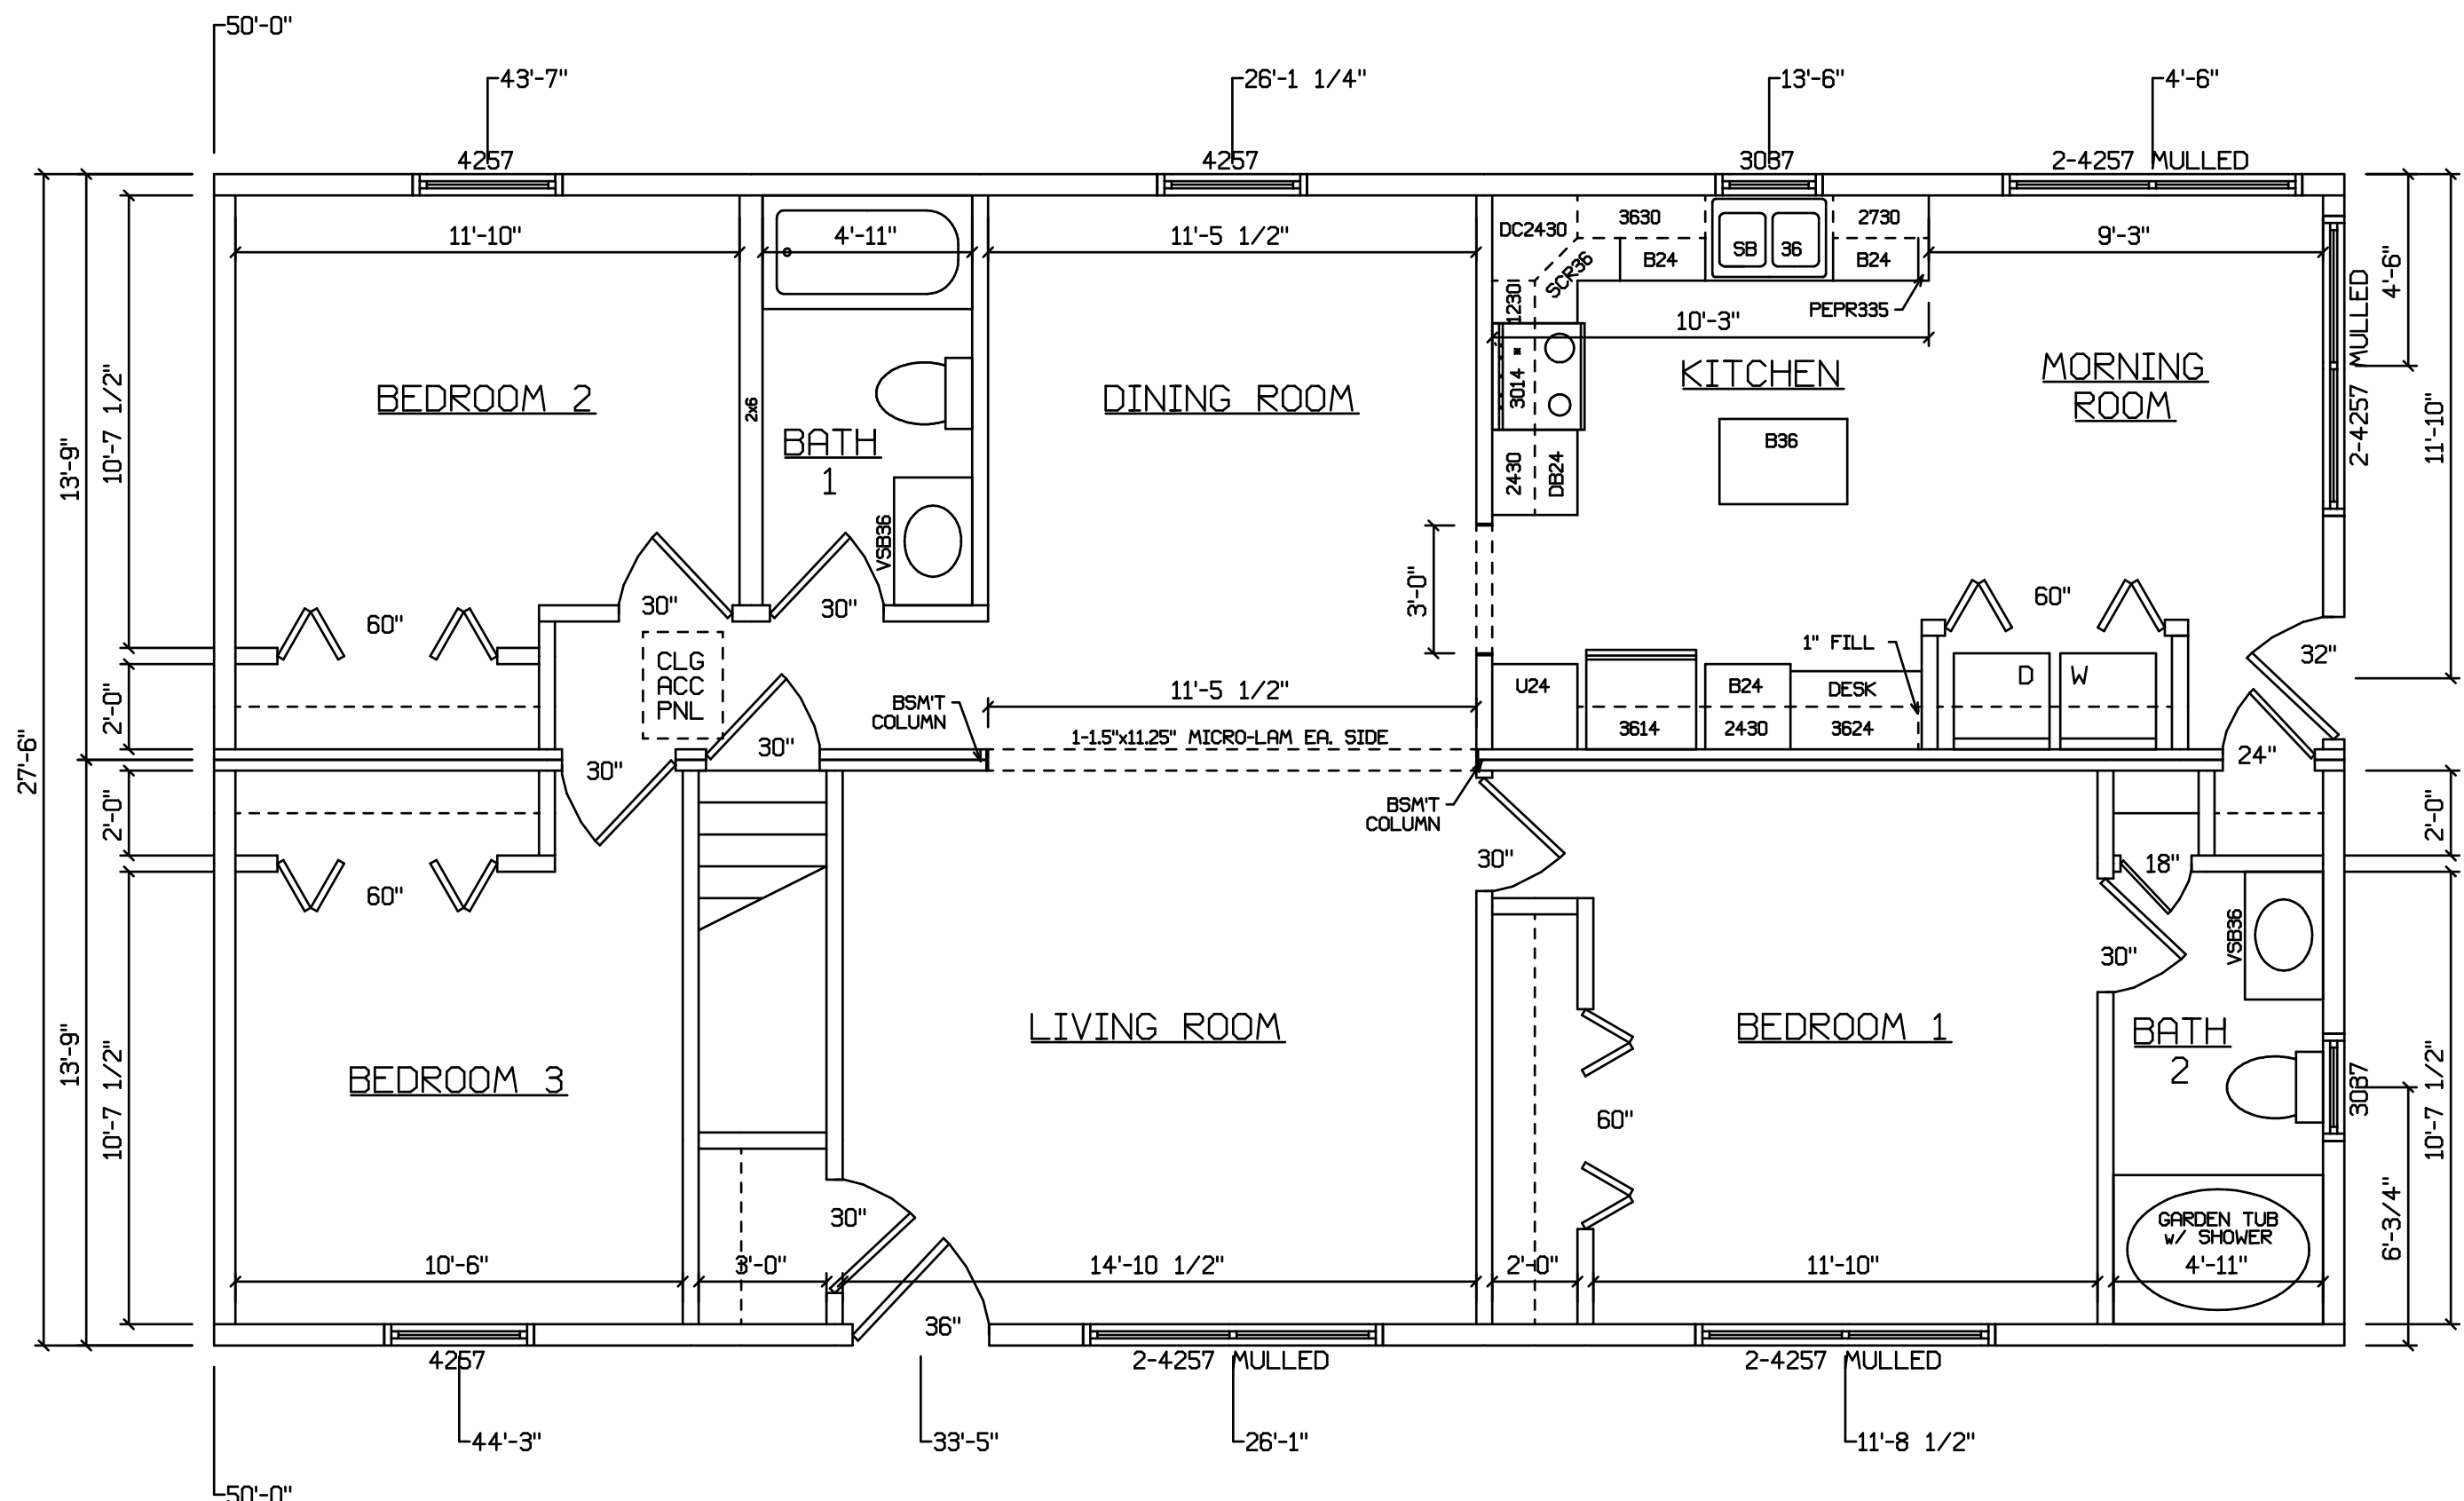 50'-0"
43'-7"
26'-1 1/4"
13'-6"
4'-6"
4257
4257
3037
2-4257 MULLED
11'-10"
4'-11"
11'-5 1/2"
9'-3"
DC2430
3630
2730
SB
36
B24
B24
SCR36
1230
PEPR335
10'-3"
3014 *
BEDROOM 2
2x6
BATH
1
DINING ROOM
KITCHEN
MORNING
ROOM
B36
2430
DB24
VSB36
2-4257 MULLED
4'-6"
11'-10"
27'-6"
13'-9"
10'-7 1/2"
2'-0"
60"
30"
30"
3'-0"
60"
32"
1" FILL
CLG
ACC
PNL
BSM'T
COLUMN
11'-5 1/2"
U24
B24
DESK
D
W
3614
2430
3624
1-1.5"x11.25" MICRO-LAM EA. SIDE
30"
30"
24"
2'-0"
2'-0"
BSM'T
COLUMN
30"
18"
60"
30"
VSB36
13'-9"
10'-7 1/2"
LIVING ROOM
BEDROOM 1
BATH
2
BEDROOM 3
60"
3037
10'-7 1/2"
6'-3/4"
30"
GARDEN TUB
w/ SHOWER
10'-6"
3'-0"
14'-10 1/2"
2'-0"
11'-10"
4'-11"
36"
4257
2-4257 MULLED
2-4257 MULLED
44'-3"
33'-5"
26'-1"
11'-8 1/2"
50'-0"